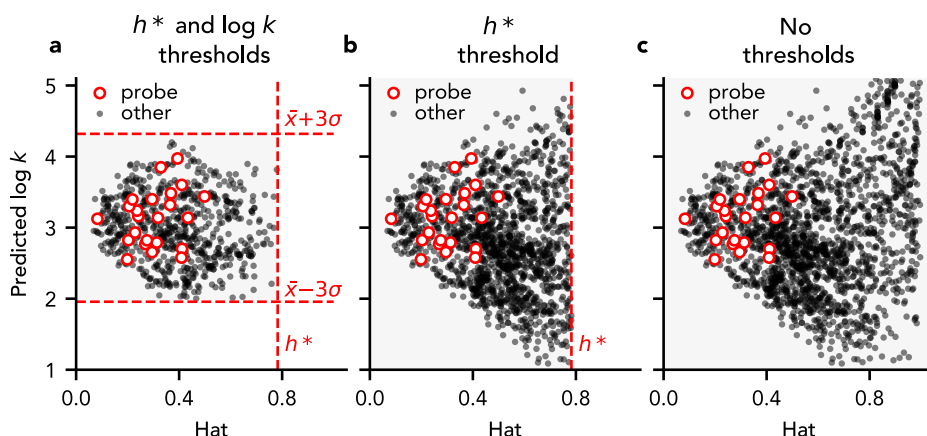 a
h* and log k
thresholds
b
h*
threshold
c
No
thresholds
Predicted log k
5
4
3
2
1
probe
other
x̄+3σ
x̄−3σ
h*
0.0
0.4
0.8
Hat
probe
other
h*
0.0
0.4
0.8
Hat
probe
other
0.0
0.4
0.8
Hat